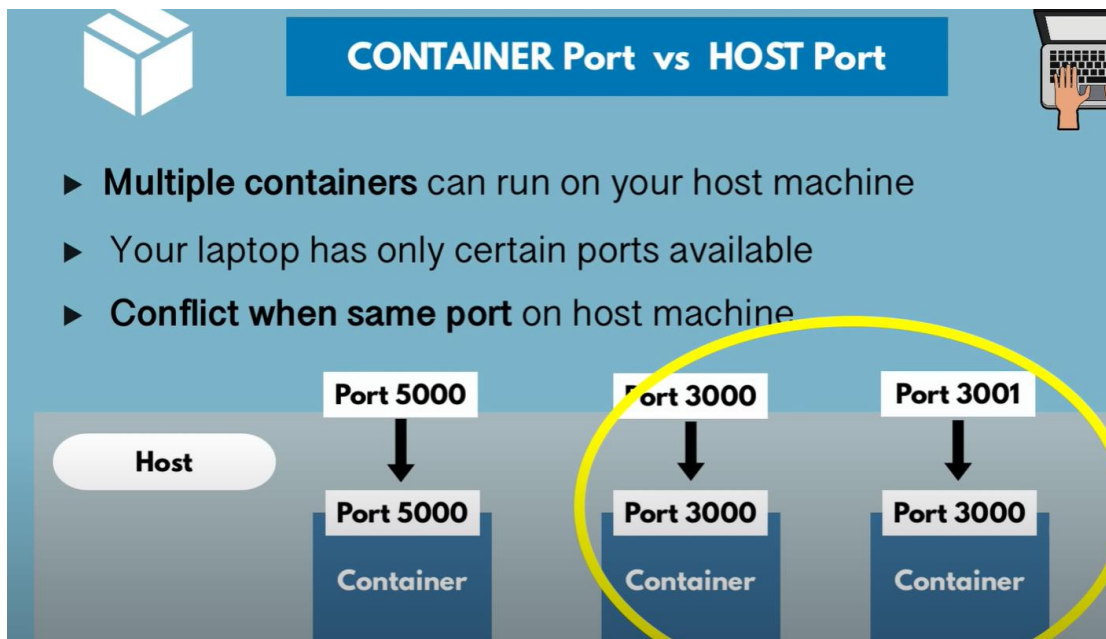 CONTAINER Port vs HOST Port
Multiple containers can run on your host machine
Your laptop has only certain ports available
Conflict when same port on host machine
Port 5000 Port 3000 Port 3001
Host
Port 5000 Port 3000 Port 3000
Container Container Container